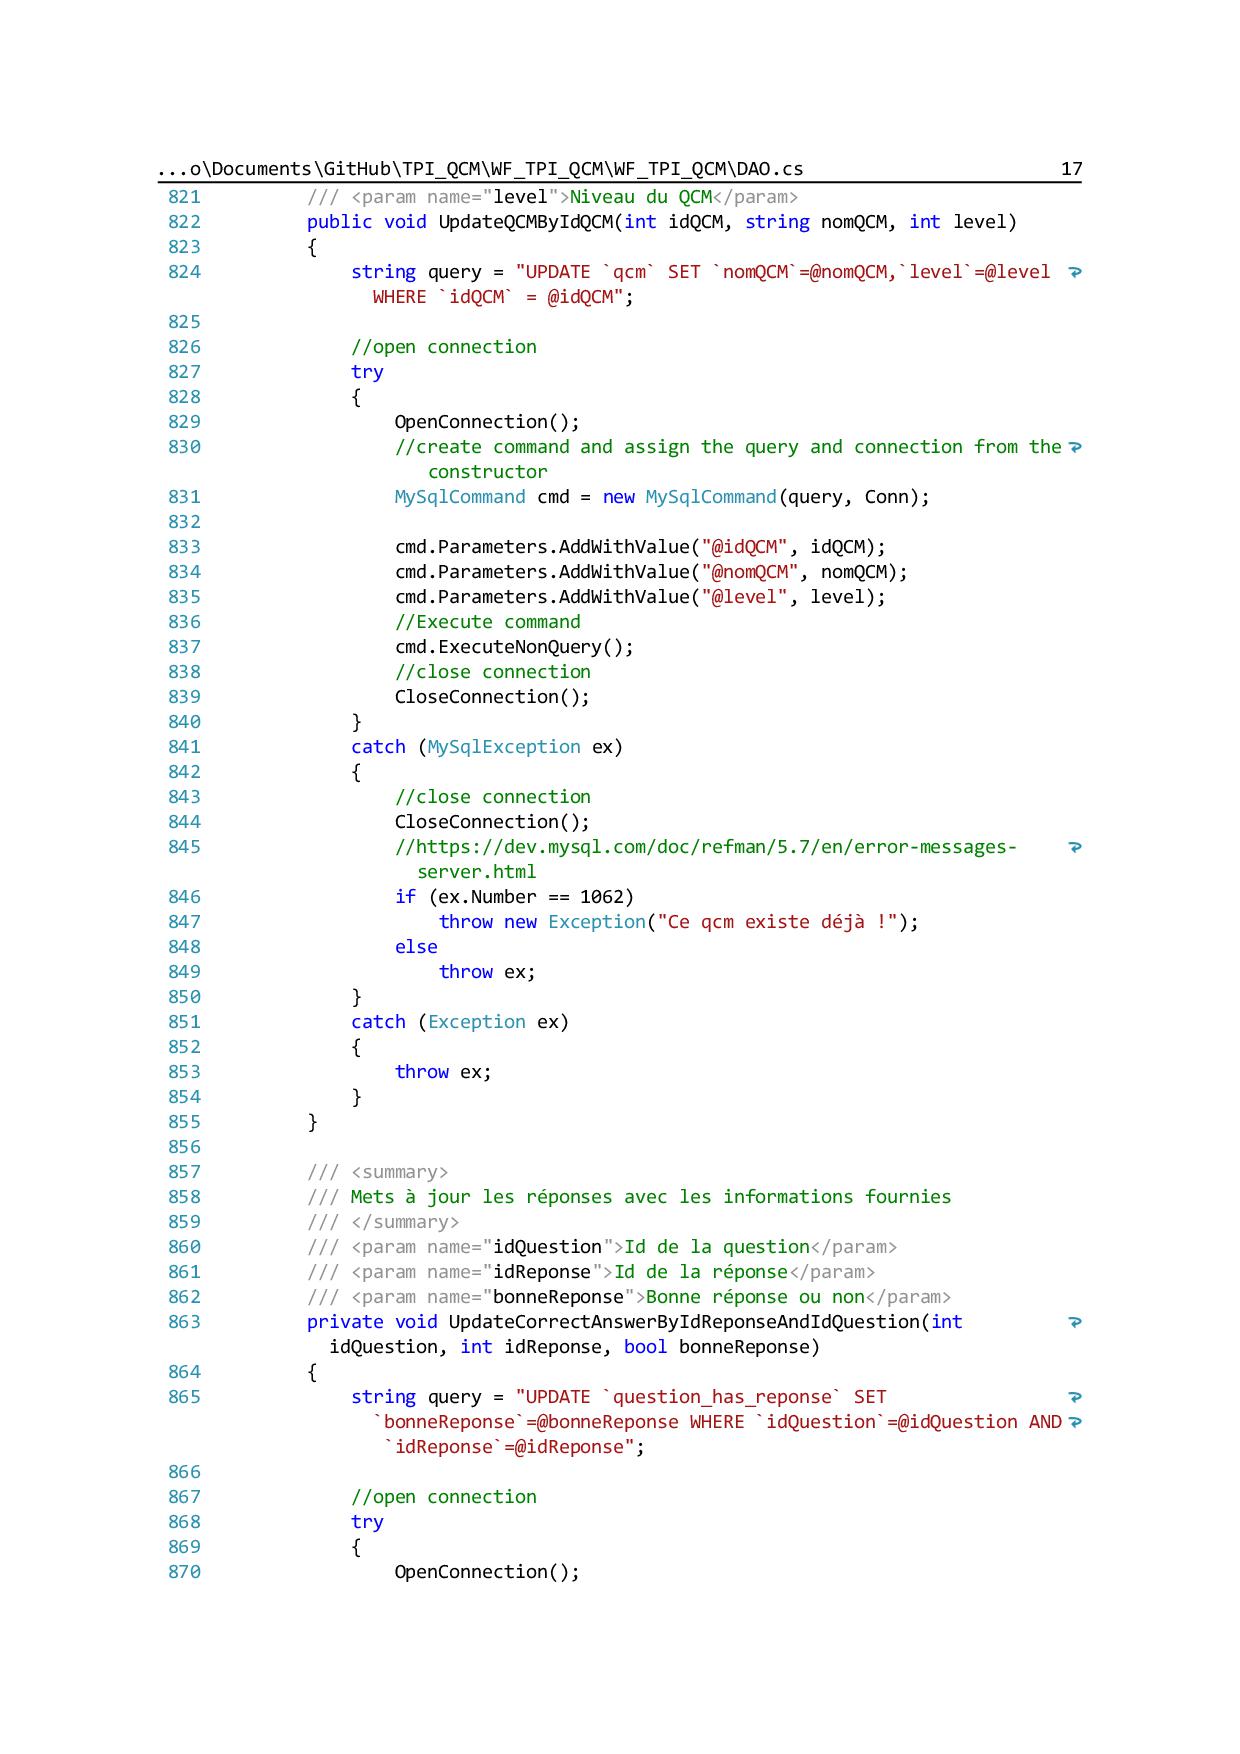 ...o\Documents\GitHub\TPI_QCM\WF_TPI_QCM\WF_TPI_QCM\DAO.cs 17
821 /// <param name="level">Niveau du QCM</param>
822 public void UpdateQCMByIdQCM(int idQCM, string nomQCM, int level)
823 {
824 string query = "UPDATE `qcm` SET `nomQCM`=@nomQCM,`level`=@level
WHERE `idQCM` = @idQCM";
825
826 //open connection
827 try
828 {
829 OpenConnection();
830 //create command and assign the query and connection from the
constructor
831 MySqlCommand cmd = new MySqlCommand(query, Conn);
832
833 cmd.Parameters.AddWithValue("@idQCM", idQCM);
834 cmd.Parameters.AddWithValue("@nomQCM", nomQCM);
835 cmd.Parameters.AddWithValue("@level", level);
836 //Execute command
837 cmd.ExecuteNonQuery();
838 //close connection
839 CloseConnection();
840 }
841 catch (MySqlException ex)
842 {
843 //close connection
844 CloseConnection();
845 //https://dev.mysql.com/doc/refman/5.7/en/error-messages-
server.html
846 if (ex.Number == 1062)
847 throw new Exception("Ce qcm existe déjà !");
848 else
849 throw ex;
850 }
851 catch (Exception ex)
852 {
853 throw ex;
854 }
855 }
856
857 /// <summary>
858 /// Mets à jour les réponses avec les informations fournies
859 /// </summary>
860 /// <param name="idQuestion">Id de la question</param>
861 /// <param name="idReponse">Id de la réponse</param>
862 /// <param name="bonneReponse">Bonne réponse ou non</param>
863 private void UpdateCorrectAnswerByIdReponseAndIdQuestion(int
idQuestion, int idReponse, bool bonneReponse)
864 {
865 string query = "UPDATE `question_has_reponse` SET
`bonneReponse`=@bonneReponse WHERE `idQuestion`=@idQuestion AND
`idReponse`=@idReponse";
866
867 //open connection
868 try
869 {
870 OpenConnection();